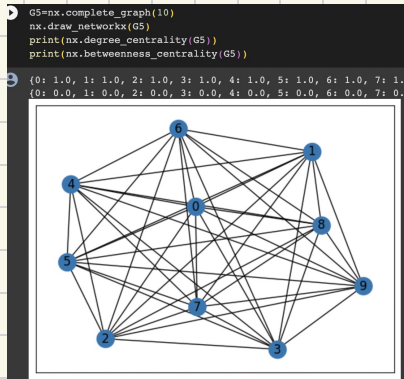 G5=nx.complete_graph(10)
nx.draw_networkx(G5)
print(nx.degree_centrality(G5))
print(nx.betweenness_centrality(G5))
{0: 1.0, 1: 1.0, 2: 1.0, 3: 1.0, 4: 1.0, 5: 1.0, 6: 1.0, 7: 1.
{0: 0.0, 1: 0.0, 2: 0.0, 3: 0.0, 4: 0.0, 5: 0.0, 6: 0.0, 7: 0.
6
1
4
0
8
5
9
7
2
3